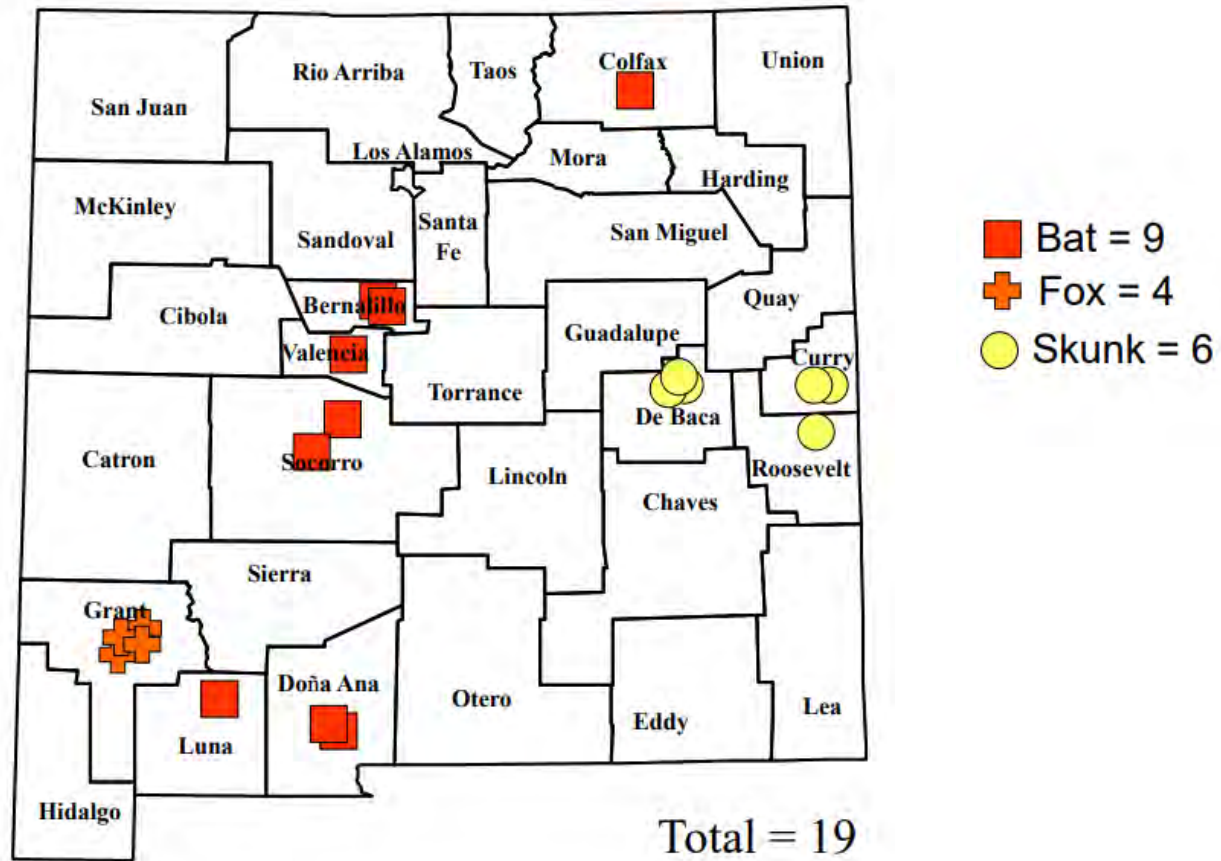 Colfax
Union
Rio Arriba
Taos
San Juan
Los Alamos
Mora
Harding
McKinley
Santa
Fe
San Miguel
Sandoval
Bat = 9
Fox = 4
Skunk = 6
Quay
Bernalillo
Cibola
Guadalupe
Valencia
Curry
Torrance
De Baca
Catron
Socorro
Lincoln
Roosevelt
Chaves
Sierra
Grant
Doña Ana
Otero
Eddy
Lea
Luna
Hidalgo
Total = 19